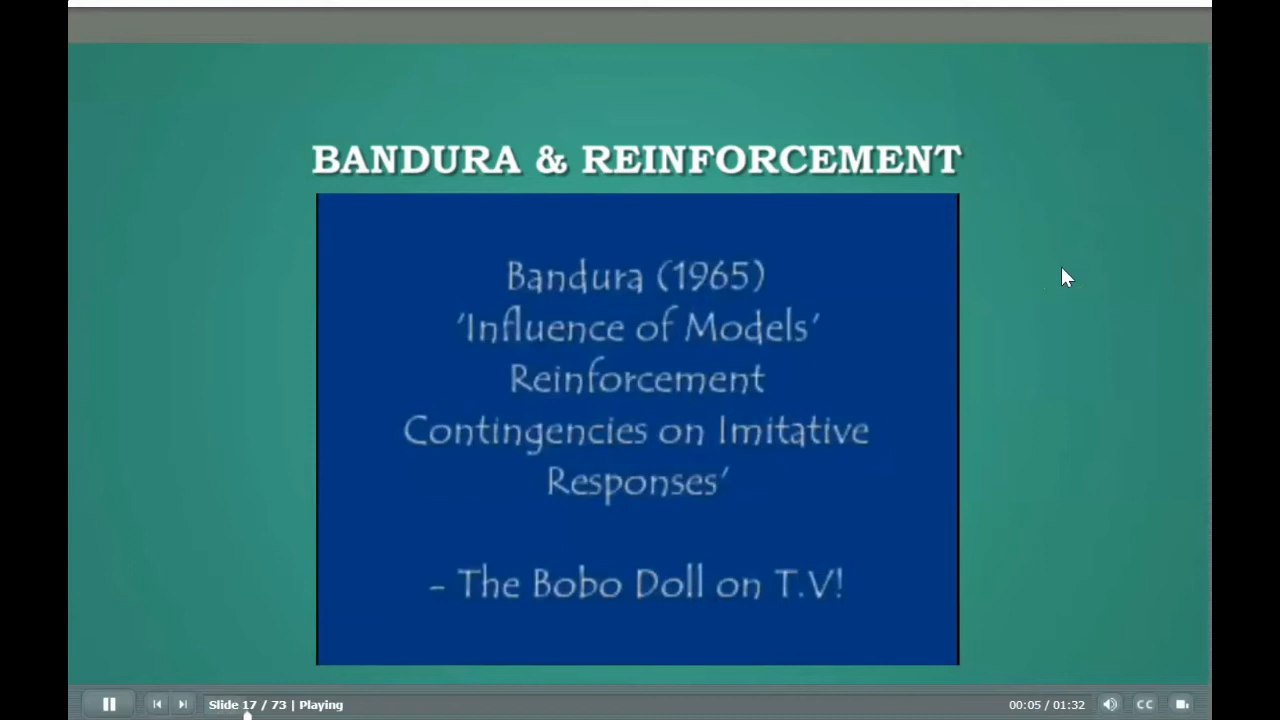 BANDURA & REINFORCEMENT
Bandura (1965)
'Influence of Models'
Reinforcement
Contingencies on Imitative
Responses'
- The Bobo Doll on T.V!
Slide 17 / 73 | Playing
00:05 / 01:32
CC